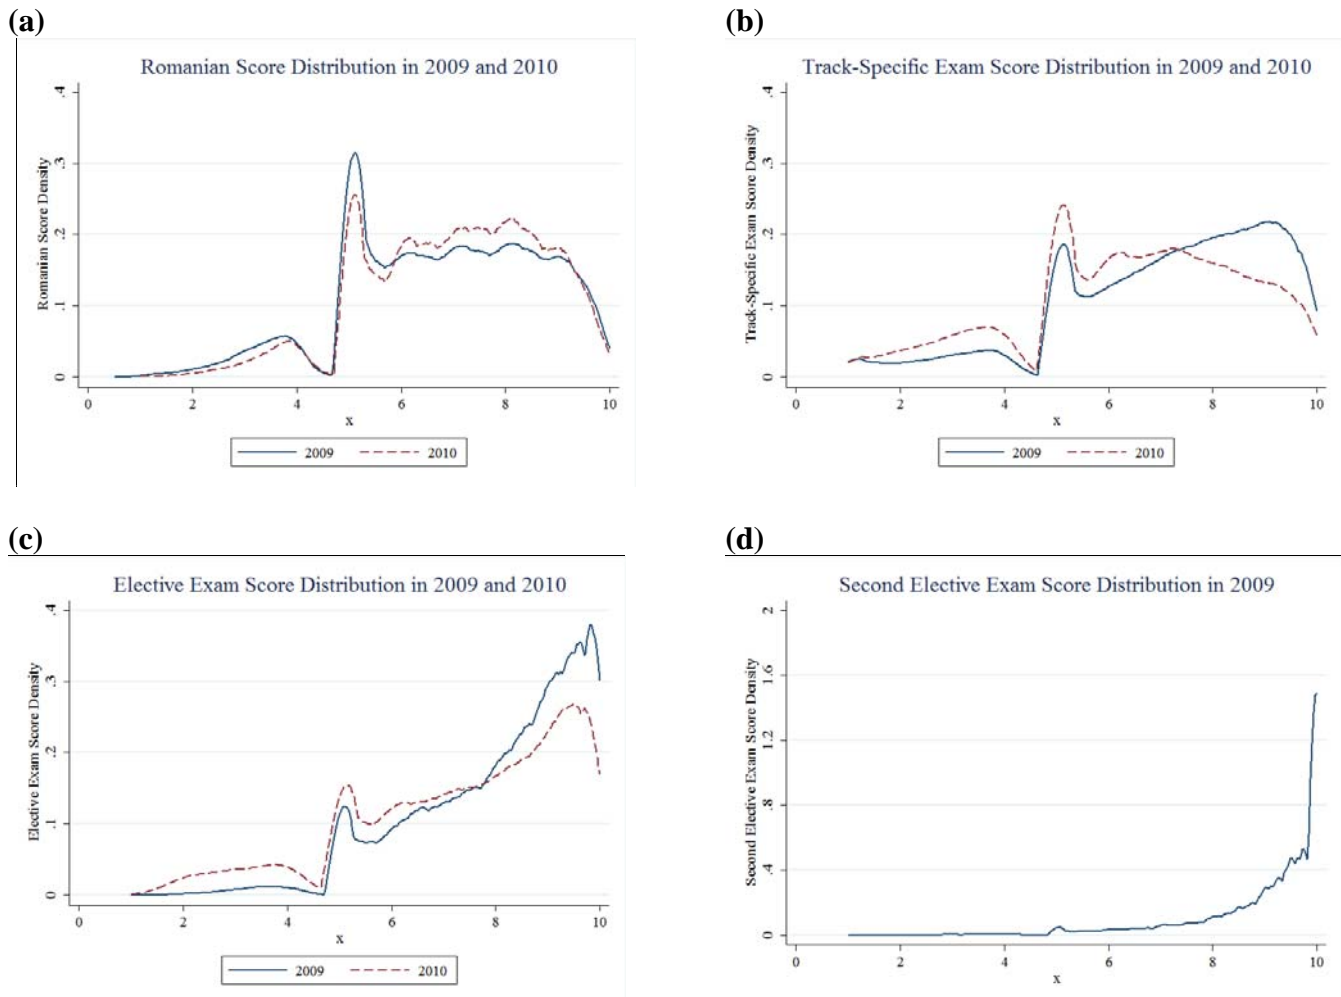 (a)
Romanian Score Distribution in 2009 and 2010
Romanian Score Density
.4
.3
.2
.1
0
0 2 4 6 8 10
x
2009 2010
(b)
Track-Specific Exam Score Distribution in 2009 and 2010
Track-Specific Exam Score Density
.4
.3
.2
.1
0
0 2 4 6 8 10
x
2009 2010
(c)
Elective Exam Score Distribution in 2009 and 2010
Elective Exam Score Density
.4
.3
.2
.1
0
0 2 4 6 8 10
x
2009 2010
(d)
Second Elective Exam Score Distribution in 2009
Second Elective Exam Score Density
2
1.6
1.2
.8
.4
0
0 2 4 6 8 10
x